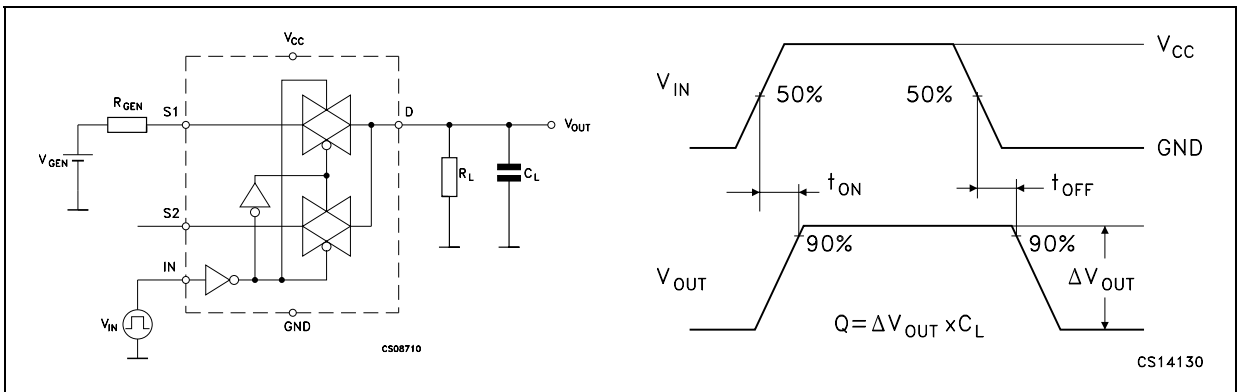 VCC
RGEN
S1
D
VOUT
VGEN
RL
CL
S2
IN
VIN
GND
CS08710
VIN
50%
50%
VCC
GND
tON
tOFF
90%
90%
VOUT
ΔVOUT
Q=ΔVOUT xCL
CS14130